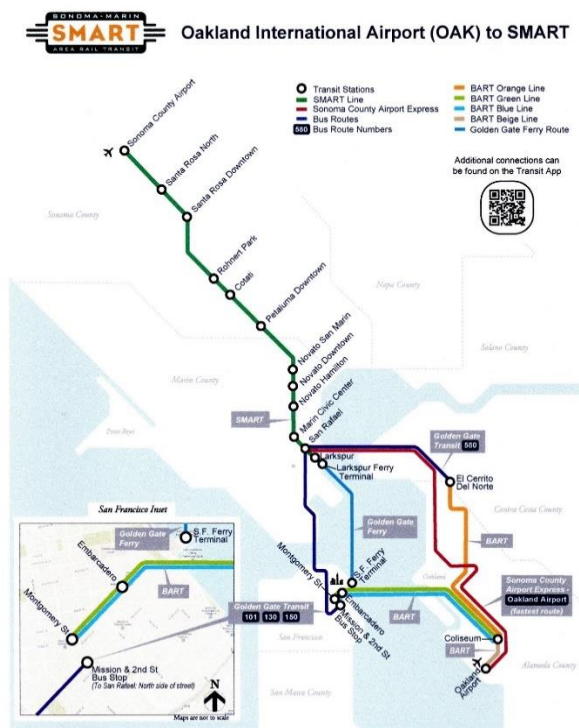 SONOMA-MARIN
SMART
AREA RAIL TRANSIT
Oakland International Airport (OAK) to SMART
Transit Stations
SMART Line
Sonoma County Airport Express
Bus Routes
580 Bus Route Numbers
BART Orange Line
BART Green Line
BART Blue Line
BART Beige Line
Golden Gate Ferry Route
Additional connections can
be found on the Transit App
Sonoma County Airport
Santa Rosa North
Santa Rosa Downtown
Sonoma County
Rohnert Park
Cotati
Petaluma Downtown
Napa County
Solano County
Novato San Marin
Novato Downtown
Novato Hamilton
Marin County
SMART
Marin Civic Center
San Rafael
Larkspur
Larkspur Ferry
Terminal
Point Reyes
Golden Gate
Transit 580
El Cerrito
Del Norte
Contra Costa County
Golden Gate
Ferry
BART
Montgomery St
S.F. Ferry
Terminal
Embarcadero
Mission & 2nd St
Bus Stop
Oakland
BART
Sonoma County
Airport Express -
Oakland Airport
(fastest route)
Coliseum
BART
Oakland
Airport
Alameda County
San Francisco
San Mateo County
San Francisco Inset
Golden Gate
Ferry
S.F. Ferry
Terminal
Embarcadero
BART
Montgomery St
Golden Gate Transit
101 130 150
Mission & 2nd St
Bus Stop
(To San Rafael: North side of street)
N
Maps are not to scale